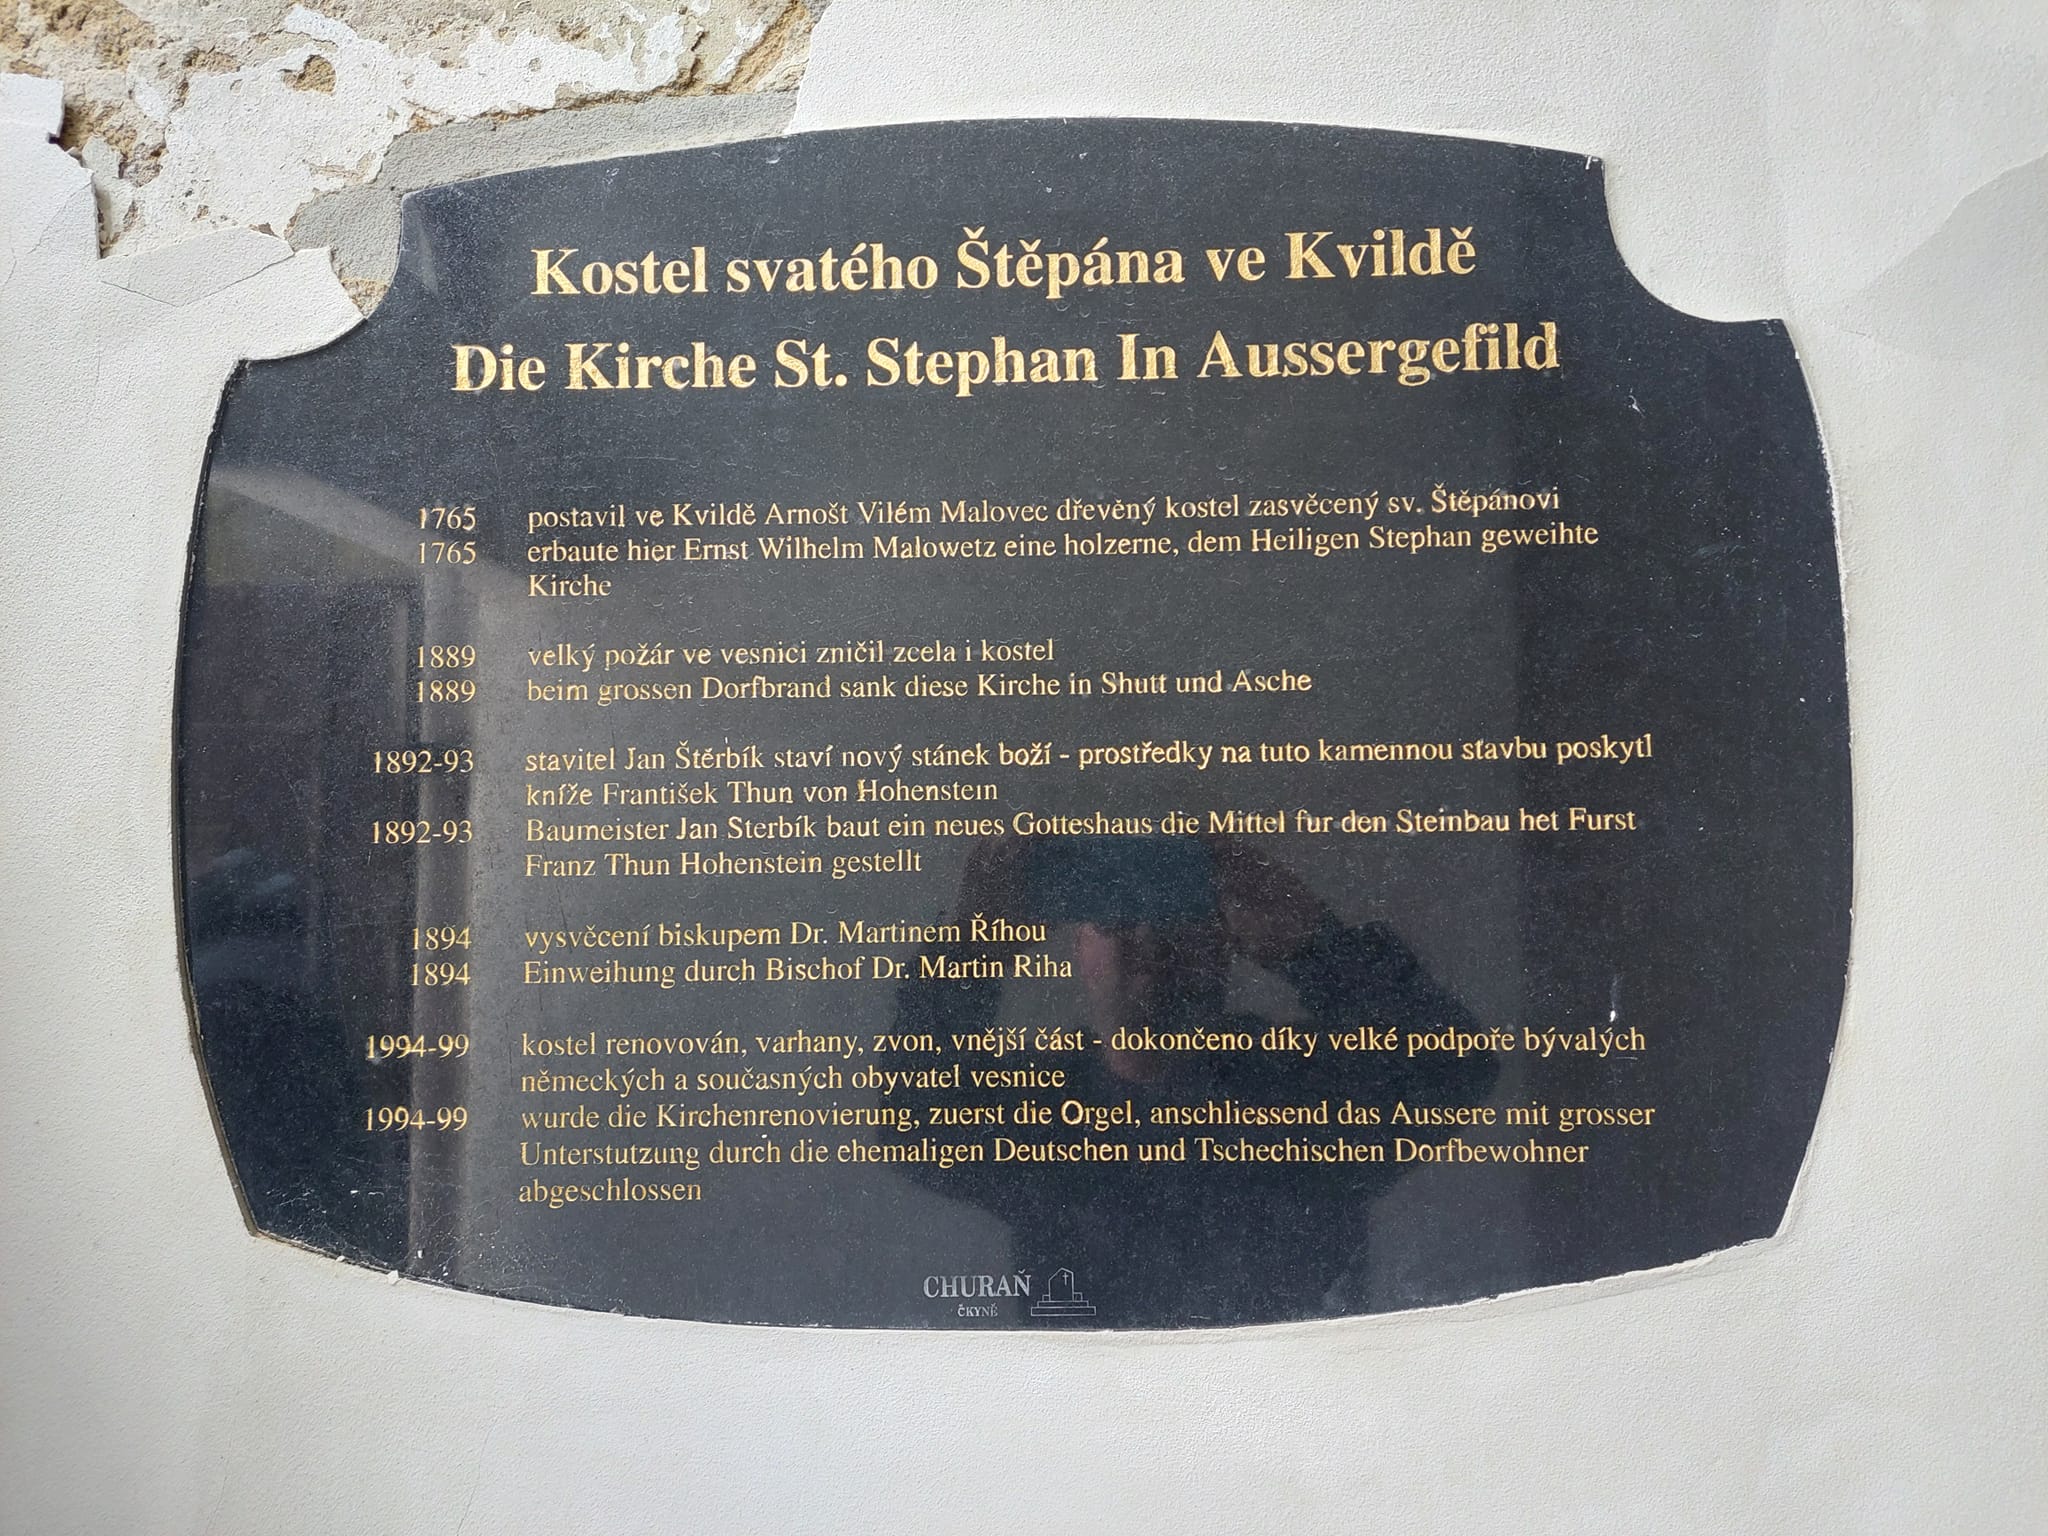 Kostel svatého Štěpána ve Kvildě
Die Kirche St. Stephan In Aussergefild
1765 postavil ve Kvildě Arnošt Vilém Malovec dřevěný kostel zasvěcený sv. Štěpánovi
1765 erbaute hier Ernst Wilhelm Malowetz eine holzerne, dem Heiligen Stephan geweihte
Kirche
1889 velký požár ve vesnici zničil zcela i kostel
1889 beim grossen Dorfbrand sank diese Kirche in Shutt und Asche
1892-93 stavitel Jan Štěrbík staví nový stánek boží - prostředky na tuto kamennou stavbu poskytl
kníže František Thun von Hohenstein
1892-93 Baumeister Jan Sterbík baut ein neues Gotteshaus die Mittel fur den Steinbau het Furst
Franz Thun Hohenstein gestellt
1894 vysvěcení biskupem Dr. Martinem Říhou
1894 Einweihung durch Bischof Dr. Martin Riha
1994-99 kostel renovován, varhany, zvon, vnější část - dokončeno díky velké podpoře bývalých
německých a současných obyvatel vesnice
1994-99 wurde die Kirchenrenovierung, zuerst die Orgel, anschliessend das Aussere mit grosser
Unterstutzung durch die ehemaligen Deutschen und Tschechischen Dorfbewohner
abgeschlossen
CHURAŇ
ČKYNĚ